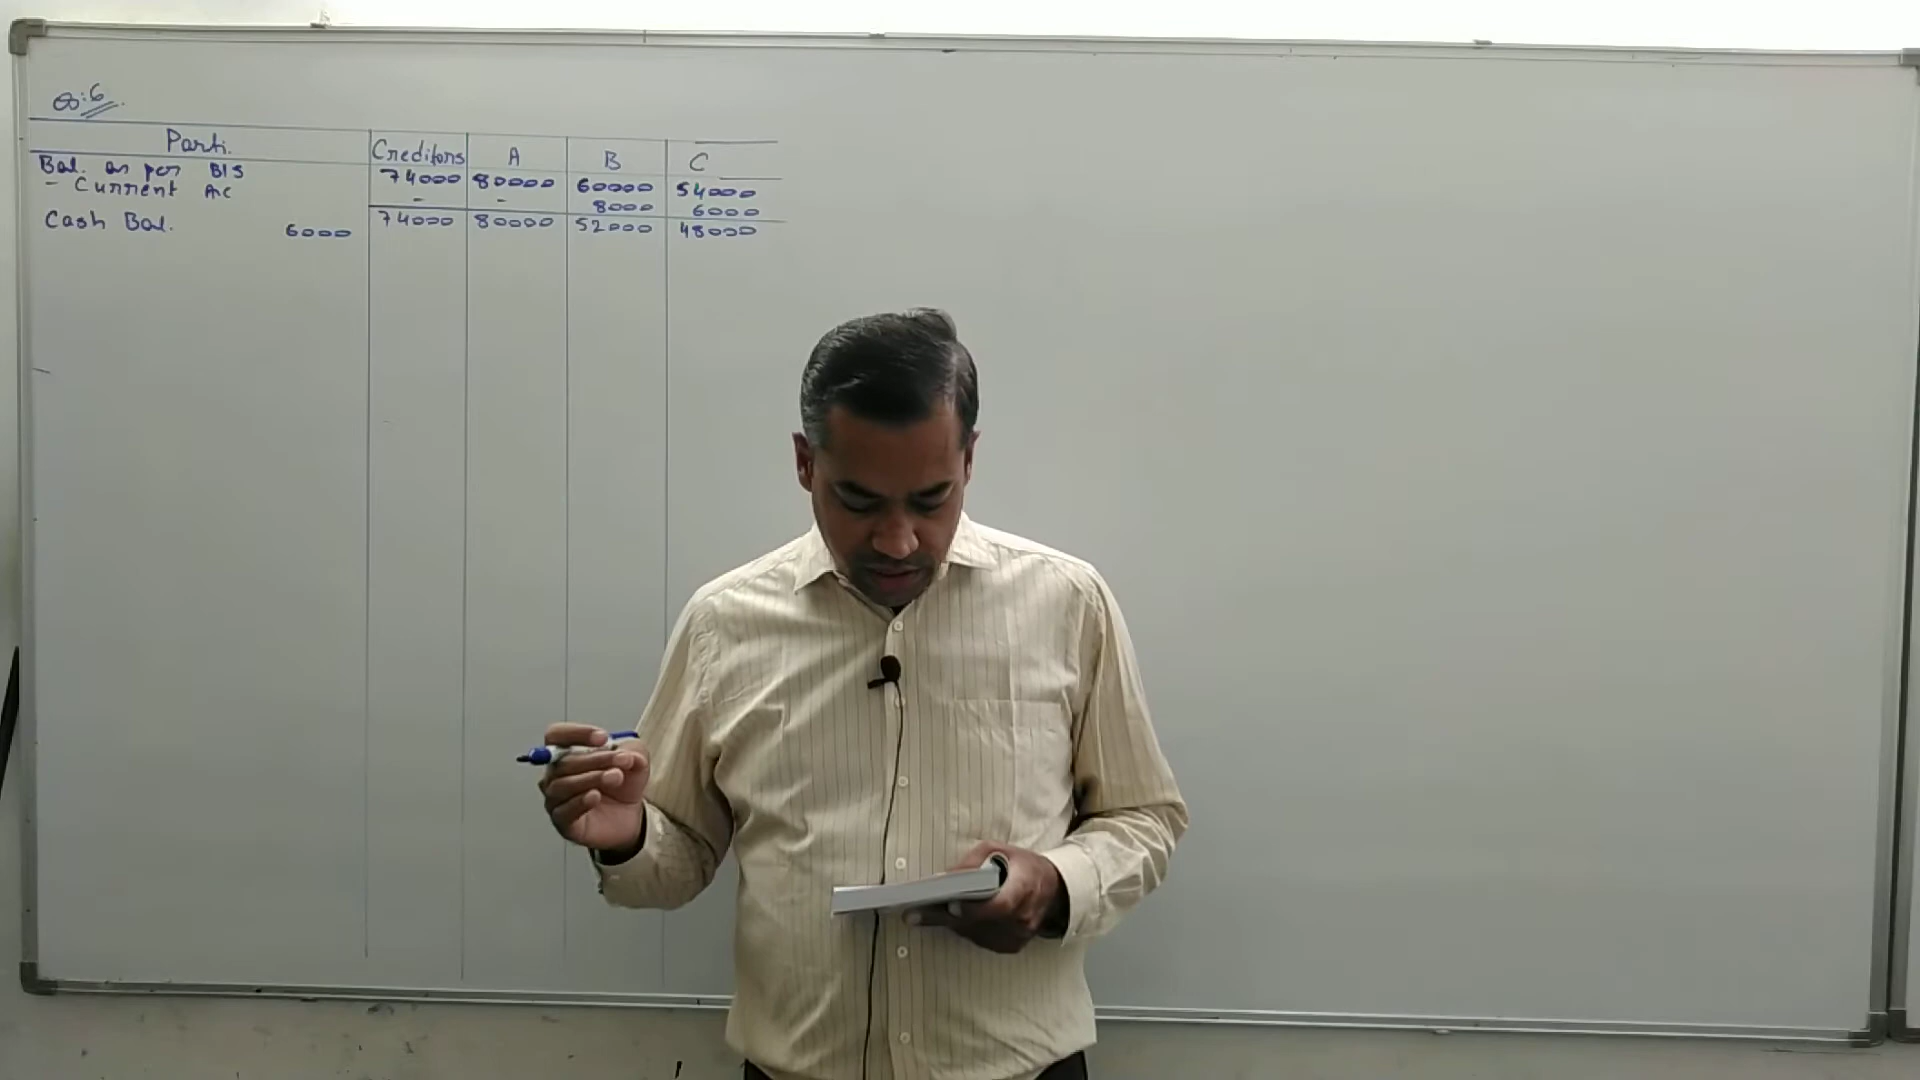 Q:6
Parti. Creditors A B C
Bal. as per B/S 74000 80000 60000 54000
- Current A/c - - 8000 6000
74000 80000 52000 48000
Cash Bal. 6000